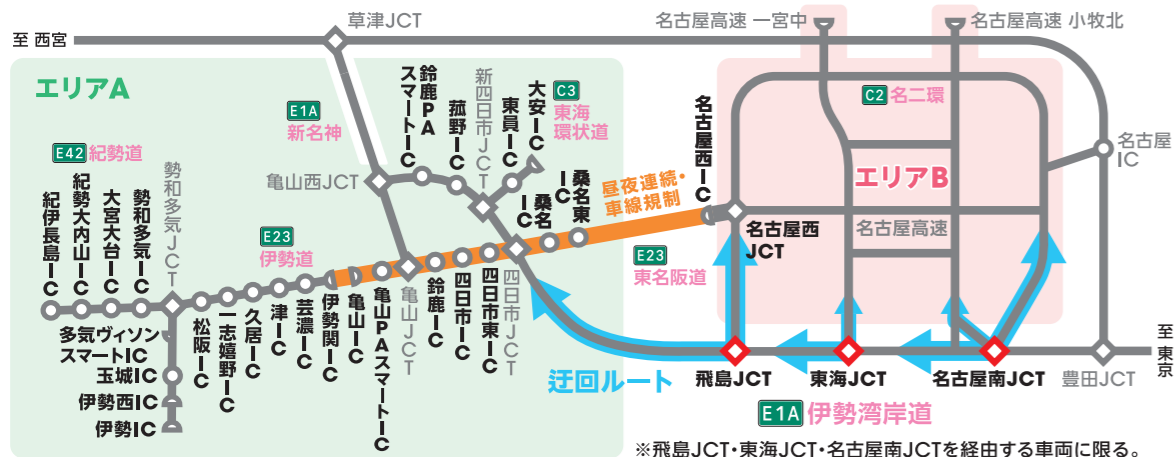 草津JCT
名古屋高速 一宮中
名古屋高速 小牧北
至 西宮
エリアA
E1A
新名神
鈴鹿PA
スマートIC
菰野IC
新四日市JCT
東員IC
大安IC
C3
東海
環状道
名古屋西IC
C2 名二環
名古屋
IC
E42 紀勢道
勢和多気JCT
亀山西JCT
桑名
IC
桑名東
IC
昼夜連続・
車線規制
エリアB
紀伊長島IC
紀勢大内山IC
大宮大台IC
勢和多気IC
E23
伊勢道
名古屋西
JCT
名古屋高速
E23
東名阪道
多気ヴィソン
スマートIC
玉城IC
伊勢西IC
伊勢IC
松阪IC
一志嬉野IC
久居IC
津IC
芸濃IC
伊勢関IC
亀山IC
亀山PAスマートIC
亀山JCT
鈴鹿IC
四日市IC
四日市東IC
四日市JCT
迂回ルート
飛島JCT
東海JCT
名古屋南JCT
豊田JCT
至
東京
E1A 伊勢湾岸道
※飛島JCT・東海JCT・名古屋南JCTを経由する車両に限る。